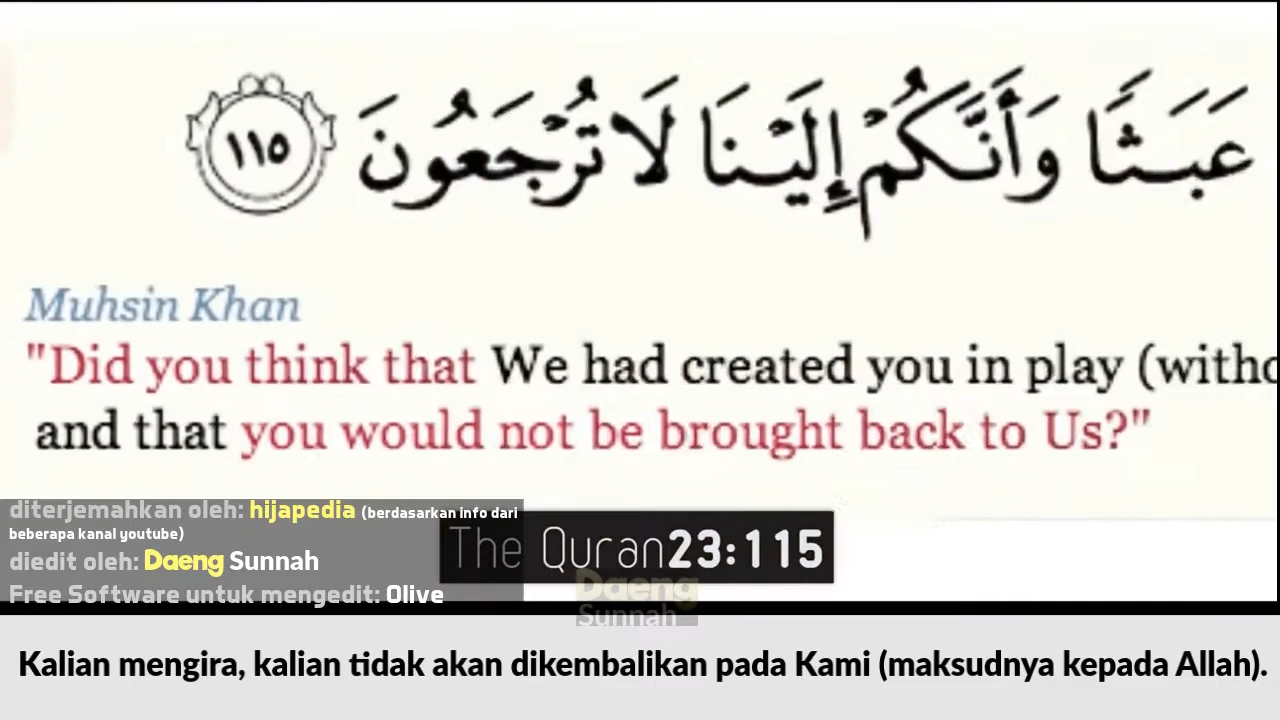 عَبَثًا وَأَنَّكُمْ إِلَيْنَا لَا تُرْجَعُونَ ١١٥
Muhsin Khan
"Did you think that We had created you in play (witho
and that you would not be brought back to Us?"
diterjemahkan oleh: hijapedia (berdasarkan info dari
beberapa kanal youtube)
diedit oleh: Daeng Sunnah
Free Software untuk mengedit: Olive
The Quran23:115
Daeng
Sunnah
Kalian mengira, kalian tidak akan dikembalikan pada Kami (maksudnya kepada Allah).